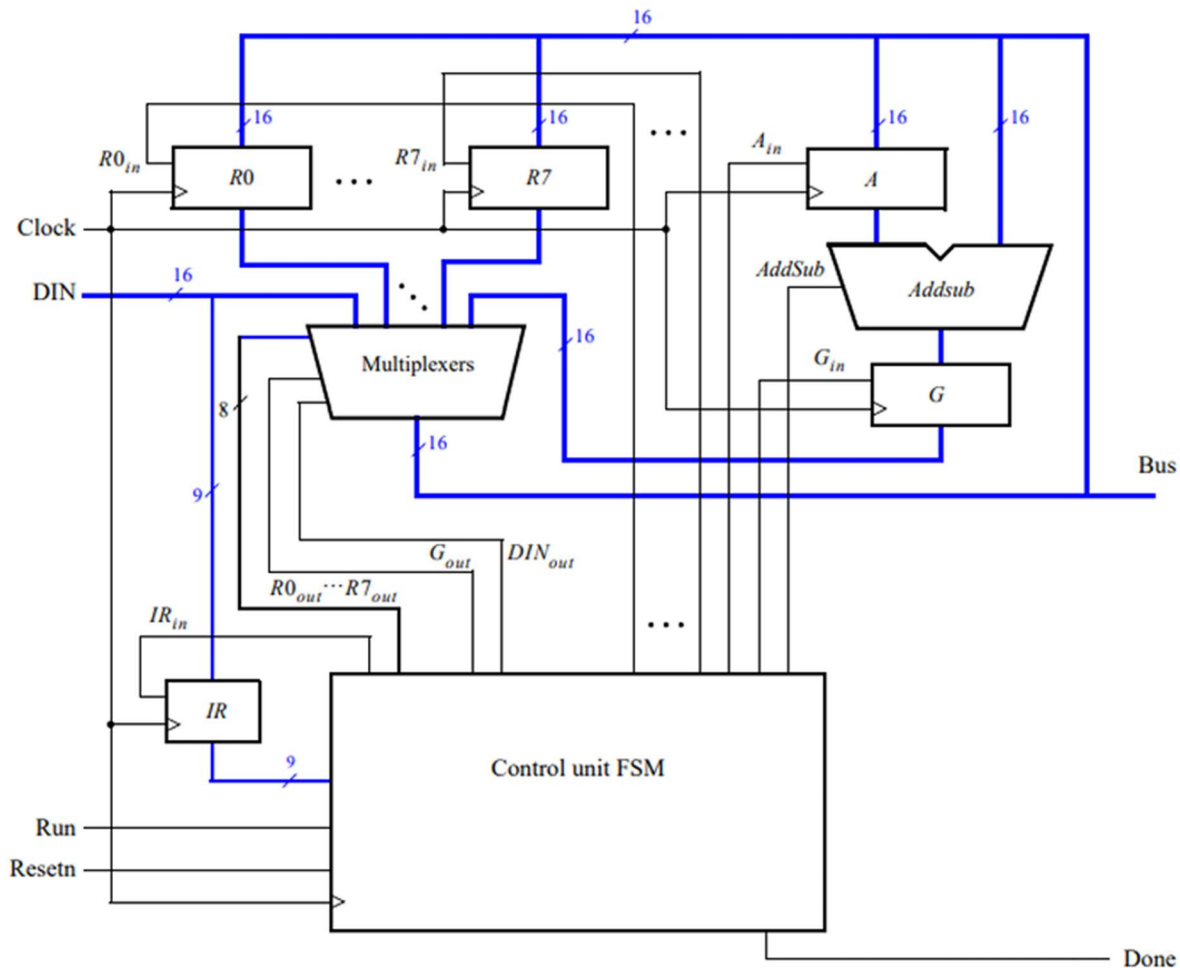 16
16
16
16
16
R0in
R0
...
R7in
R7
...
Ain
A
Clock
DIN
16
AddSub
Addsub
Multiplexers
16
Gin
G
8
16
Bus
9
Gout
DINout
R0out...R7out
IRin
...
IR
9
Control unit FSM
Run
Resetn
Done